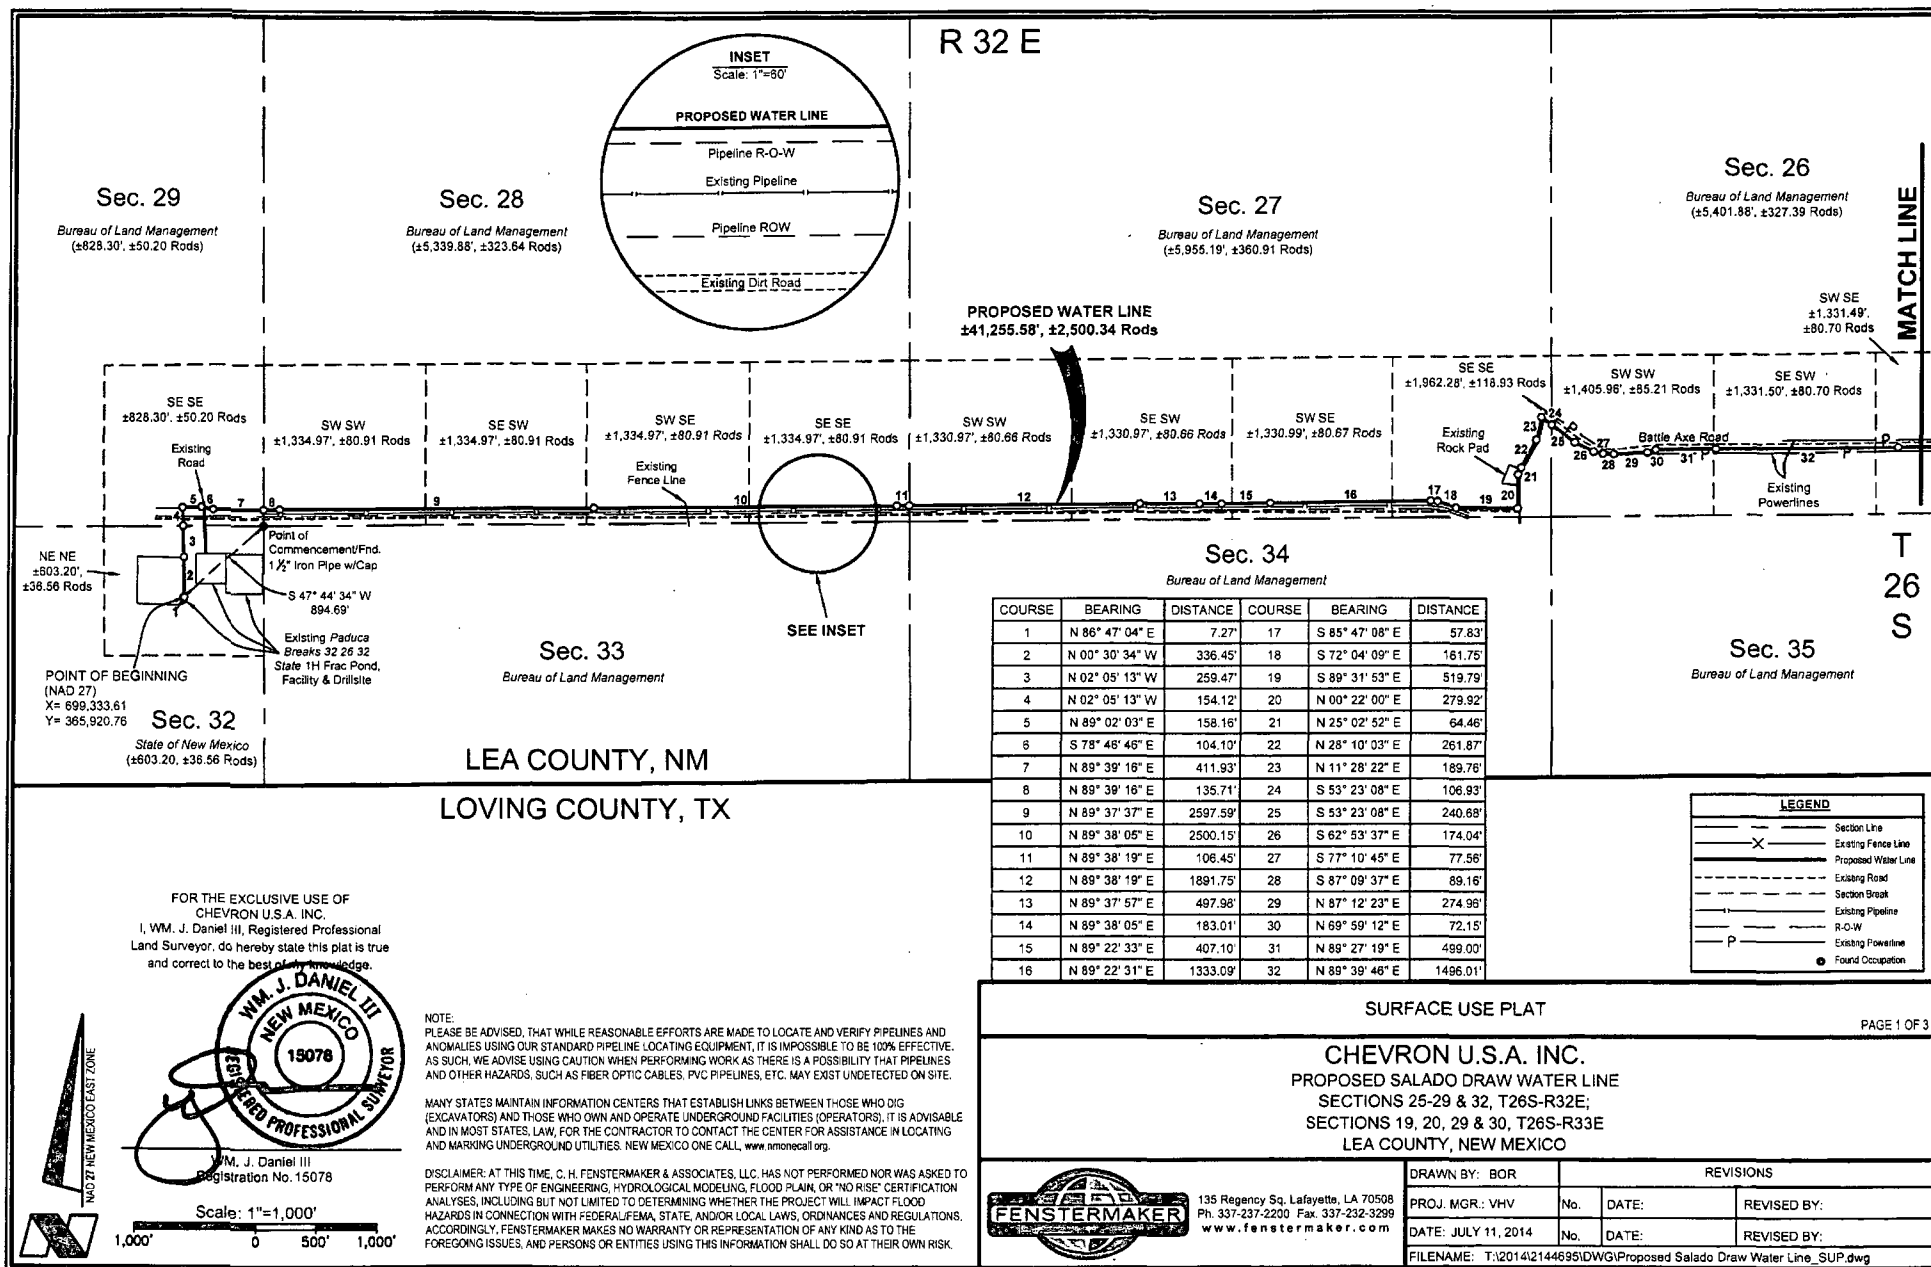 R 32 E
INSET
Scale: 1"=60'
PROPOSED WATER LINE
Pipeline R-O-W
Existing Pipeline
Pipeline ROW
Existing Dirt Road
Sec. 29
Bureau of Land Management
(±828.30', ±50.20 Rods)
Sec. 28
Bureau of Land Management
(±5,339.88', ±323.64 Rods)
Sec. 27
Bureau of Land Management
(±5,955.19', ±360.91 Rods)
Sec. 26
Bureau of Land Management
(±5,401.88', ±327.39 Rods)
MATCH LINE
PROPOSED WATER LINE
±41,255.58', ±2,500.34 Rods
SW SE
±1,331.49',
±80.70 Rods
SE SE
±828.30', ±50.20 Rods
SW SW
±1,334.97', ±80.91 Rods
SE SW
±1,334.97', ±80.91 Rods
SW SE
±1,334.97', ±80.91 Rods
SE SE
±1,334.97', ±80.91 Rods
SW SW
±1,330.97', ±80.66 Rods
SE SW
±1,330.97', ±80.66 Rods
SW SE
±1,330.99', ±80.67 Rods
SE SE
±1,962.28', ±118.93 Rods
SW SW
±1,405.96', ±85.21 Rods
SE SW
±1,331.50', ±80.70 Rods
Existing
Road
Existing
Fence Line
Existing
Rock Pad
Battle Axe Road
Existing
Powerlines
P
P
P
P
2
3
4
5
6
7
8
9
10
11
12
13
14
15
16
17
18
19
20
21
22
23
24
25
26
27
28
29
30
31
32
Point of
Commencement/Fnd.
1 ½" Iron Pipe w/Cap
S 47° 44' 34" W
894.69'
NE NE
±603.20',
±36.56 Rods
Existing Paduca
Breaks 32 26 32
State 1H Frac Pond,
Facility & Drillsite
POINT OF BEGINNING
(NAD 27)
X= 699,333.61
Y= 365,920.76
Sec. 32
State of New Mexico
(±603.20, ±36.56 Rods)
Sec. 33
Bureau of Land Management
SEE INSET
Sec. 34
Bureau of Land Management
Sec. 35
Bureau of Land Management
T
26
S
LEA COUNTY, NM
LOVING COUNTY, TX
COURSE BEARING DISTANCE COURSE BEARING DISTANCE
1 N 86° 47' 04" E 7.27' 17 S 85° 47' 08" E 57.83'
2 N 00° 30' 34" W 336.45' 18 S 72° 04' 09" E 161.75'
3 N 02° 05' 13" W 259.47' 19 S 89° 31' 53" E 519.79'
4 N 02° 05' 13" W 154.12' 20 N 00° 22' 00" E 279.92'
5 N 89° 02' 03" E 158.16' 21 N 25° 02' 52" E 64.46'
6 S 78° 46' 46" E 104.10' 22 N 28° 10' 03" E 261.87'
7 N 89° 39' 16" E 411.93' 23 N 11° 28' 22" E 189.76'
8 N 89° 39' 16" E 135.71' 24 S 53° 23' 08" E 106.93'
9 N 89° 37' 37" E 2597.59' 25 S 53° 23' 08" E 240.68'
10 N 89° 38' 05" E 2500.15' 26 S 62° 53' 37" E 174.04'
11 N 89° 38' 19" E 106.45' 27 S 77° 10' 45" E 77.56'
12 N 89° 38' 19" E 1891.75' 28 S 87° 09' 37" E 89.16'
13 N 89° 37' 57" E 497.98' 29 N 87° 12' 23" E 274.96'
14 N 89° 38' 05" E 183.01' 30 N 69° 59' 12" E 72.15'
15 N 89° 22' 33" E 407.10' 31 N 89° 27' 19" E 499.00'
16 N 89° 22' 31" E 1333.09' 32 N 89° 39' 46" E 1496.01'
LEGEND
Section Line
X Existing Fence Line
Proposed Water Line
Existing Road
Section Break
Existing Pipeline
R-O-W
P Existing Powerline
Found Occupation
FOR THE EXCLUSIVE USE OF
CHEVRON U.S.A. INC.
I, WM. J. Daniel III, Registered Professional
Land Surveyor, do hereby state this plat is true
and correct to the best of my knowledge.
WM. J. DANIEL III
NEW MEXICO
15078
REGISTERED PROFESSIONAL SURVEYOR
WM. J. Daniel III
Registration No. 15078
NAD 27 NEW MEXICO EAST ZONE
Scale: 1"=1,000'
1,000' 0 500' 1,000'
NOTE:
PLEASE BE ADVISED, THAT WHILE REASONABLE EFFORTS ARE MADE TO LOCATE AND VERIFY PIPELINES AND
ANOMALIES USING OUR STANDARD PIPELINE LOCATING EQUIPMENT, IT IS IMPOSSIBLE TO BE 100% EFFECTIVE.
AS SUCH, WE ADVISE USING CAUTION WHEN PERFORMING WORK AS THERE IS A POSSIBILITY THAT PIPELINES
AND OTHER HAZARDS, SUCH AS FIBER OPTIC CABLES, PVC PIPELINES, ETC. MAY EXIST UNDETECTED ON SITE.
MANY STATES MAINTAIN INFORMATION CENTERS THAT ESTABLISH LINKS BETWEEN THOSE WHO DIG
(EXCAVATORS) AND THOSE WHO OWN AND OPERATE UNDERGROUND FACILITIES (OPERATORS). IT IS ADVISABLE
AND IN MOST STATES, LAW, FOR THE CONTRACTOR TO CONTACT THE CENTER FOR ASSISTANCE IN LOCATING
AND MARKING UNDERGROUND UTILITIES. NEW MEXICO ONE CALL, www.nmonecall.org.
DISCLAIMER: AT THIS TIME, C. H. FENSTERMAKER & ASSOCIATES, LLC, HAS NOT PERFORMED NOR WAS ASKED TO
PERFORM ANY TYPE OF ENGINEERING, HYDROLOGICAL MODELING, FLOOD PLAIN, OR "NO RISE" CERTIFICATION
ANALYSES, INCLUDING BUT NOT LIMITED TO DETERMINING WHETHER THE PROJECT WILL IMPACT FLOOD
HAZARDS IN CONNECTION WITH FEDERAL/FEMA, STATE, AND/OR LOCAL LAWS, ORDINANCES AND REGULATIONS.
ACCORDINGLY, FENSTERMAKER MAKES NO WARRANTY OR REPRESENTATION OF ANY KIND AS TO THE
FOREGOING ISSUES, AND PERSONS OR ENTITIES USING THIS INFORMATION SHALL DO SO AT THEIR OWN RISK.
SURFACE USE PLAT
PAGE 1 OF 3
CHEVRON U.S.A. INC.
PROPOSED SALADO DRAW WATER LINE
SECTIONS 25-29 & 32, T26S-R32E;
SECTIONS 19, 20, 29 & 30, T26S-R33E
LEA COUNTY, NEW MEXICO
FENSTERMAKER
135 Regency Sq. Lafayette, LA 70508
Ph. 337-237-2200 Fax. 337-232-3299
www.fenstermaker.com
DRAWN BY: BOR REVISIONS
PROJ. MGR.: VHV No. DATE: REVISED BY:
DATE: JULY 11, 2014 No. DATE: REVISED BY:
FILENAME: T:\2014\2144695\DWG\Proposed Salado Draw Water Line_SUP.dwg